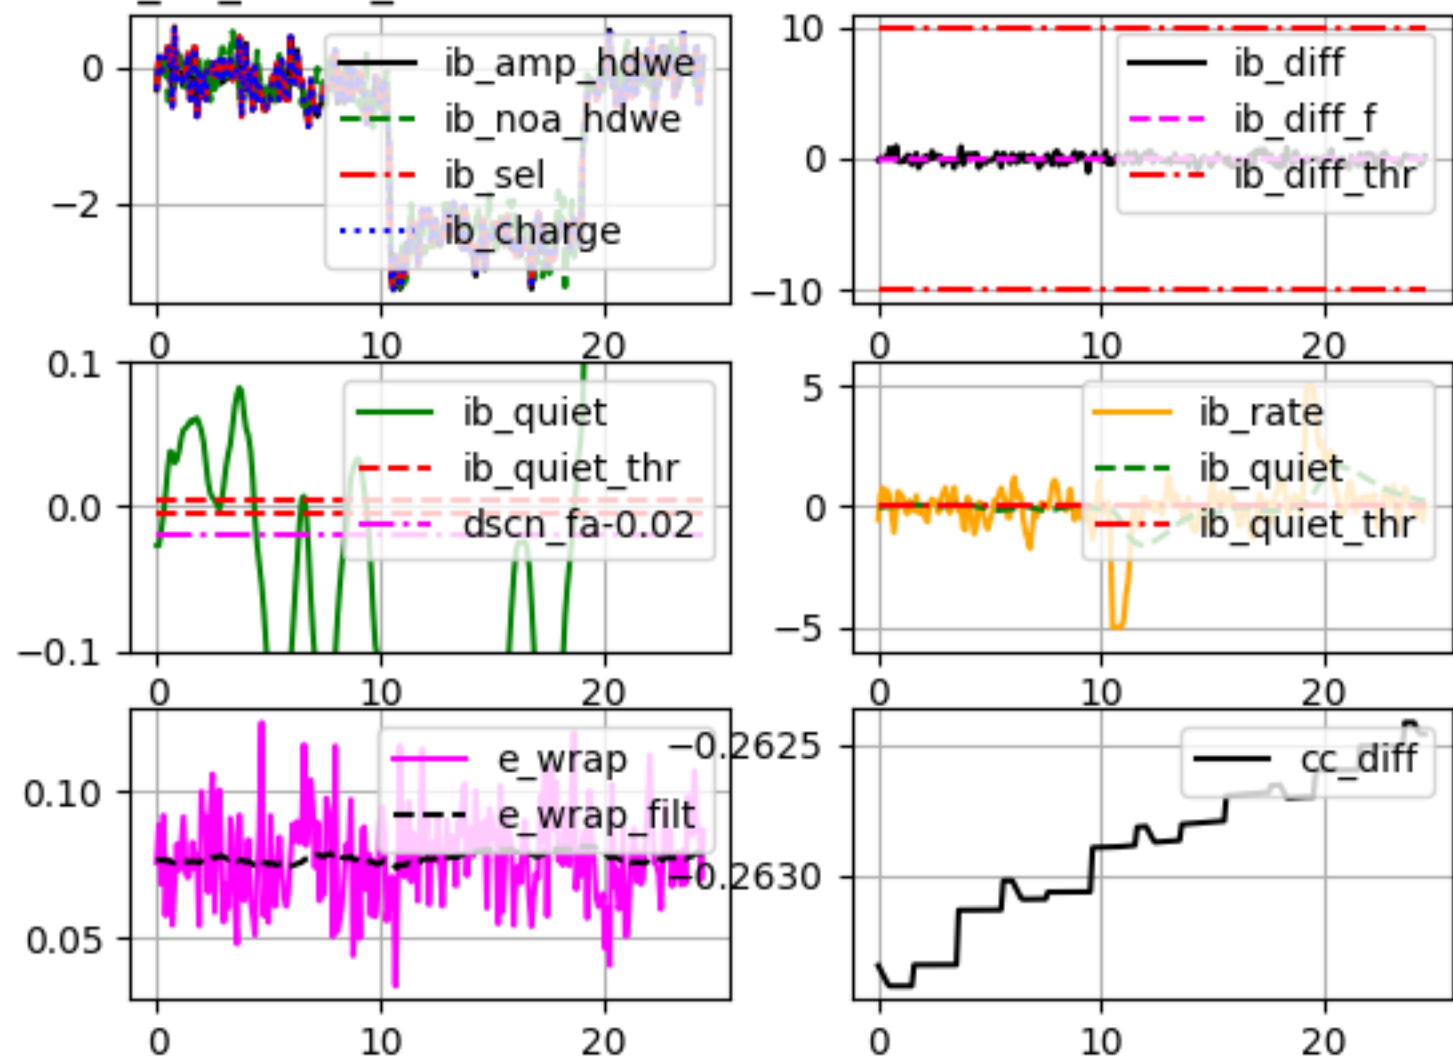 0
−2
ib_amp_hdwe
ib_noa_hdwe
ib_sel
ib_charge
0
10
20
10
0
−10
ib_diff
ib_diff_f
ib_diff_thr
0
10
20
0.1
0.0
−0.1
ib_quiet
ib_quiet_thr
dscn_fa-0.02
0
10
20
5
0
−5
ib_rate
ib_quiet
ib_quiet_thr
0
10
20
0.10
0.05
e_wrap
e_wrap_filt
0
10
20
−0.2625
−0.2630
cc_diff
0
10
20